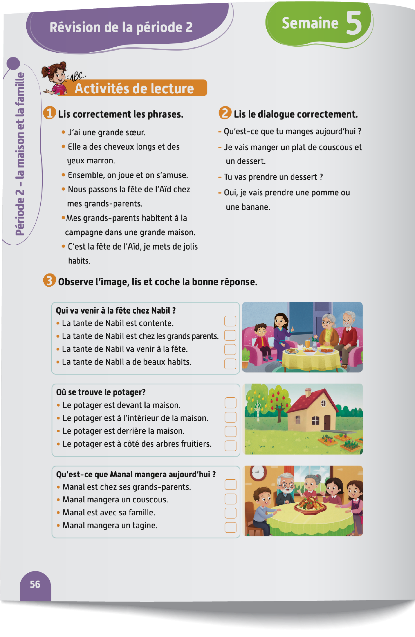 Révision de la période 2
Semaine 5
Période 2 - la maison et la famille
ABC
Activités de lecture
1 Lis correctement les phrases.
• J'ai une grande sœur.
• Elle a des cheveux longs et des
yeux marron.
• Ensemble, on joue et on s'amuse.
• Nous passons la fête de l'Aïd chez
mes grands-parents.
• Mes grands-parents habitent à la
campagne dans une grande maison.
• C'est la fête de l'Aïd, je mets de jolis
habits.
2 Lis le dialogue correctement.
- Qu'est-ce que tu manges aujourd'hui ?
- Je vais manger un plat de couscous et
un dessert.
- Tu vas prendre un dessert ?
- Oui, je vais prendre une pomme ou
une banane.
3 Observe l'image, lis et coche la bonne réponse.
Qui va venir à la fête chez Nabil ?
• La tante de Nabil est contente.
• La tante de Nabil est chez les grands parents.
• La tante de Nabil va venir à la fête.
• La tante de Nabil a de beaux habits.
Où se trouve le potager?
• Le potager est devant la maison.
• Le potager est à l'intérieur de la maison.
• Le potager est derrière la maison.
• Le potager est à côté des arbres fruitiers.
Qu'est-ce que Manal mangera aujourd'hui ?
• Manal est chez ses grands-parents.
• Manal mangera un couscous.
• Manal est avec sa famille.
• Manal mangera un tagine.
56